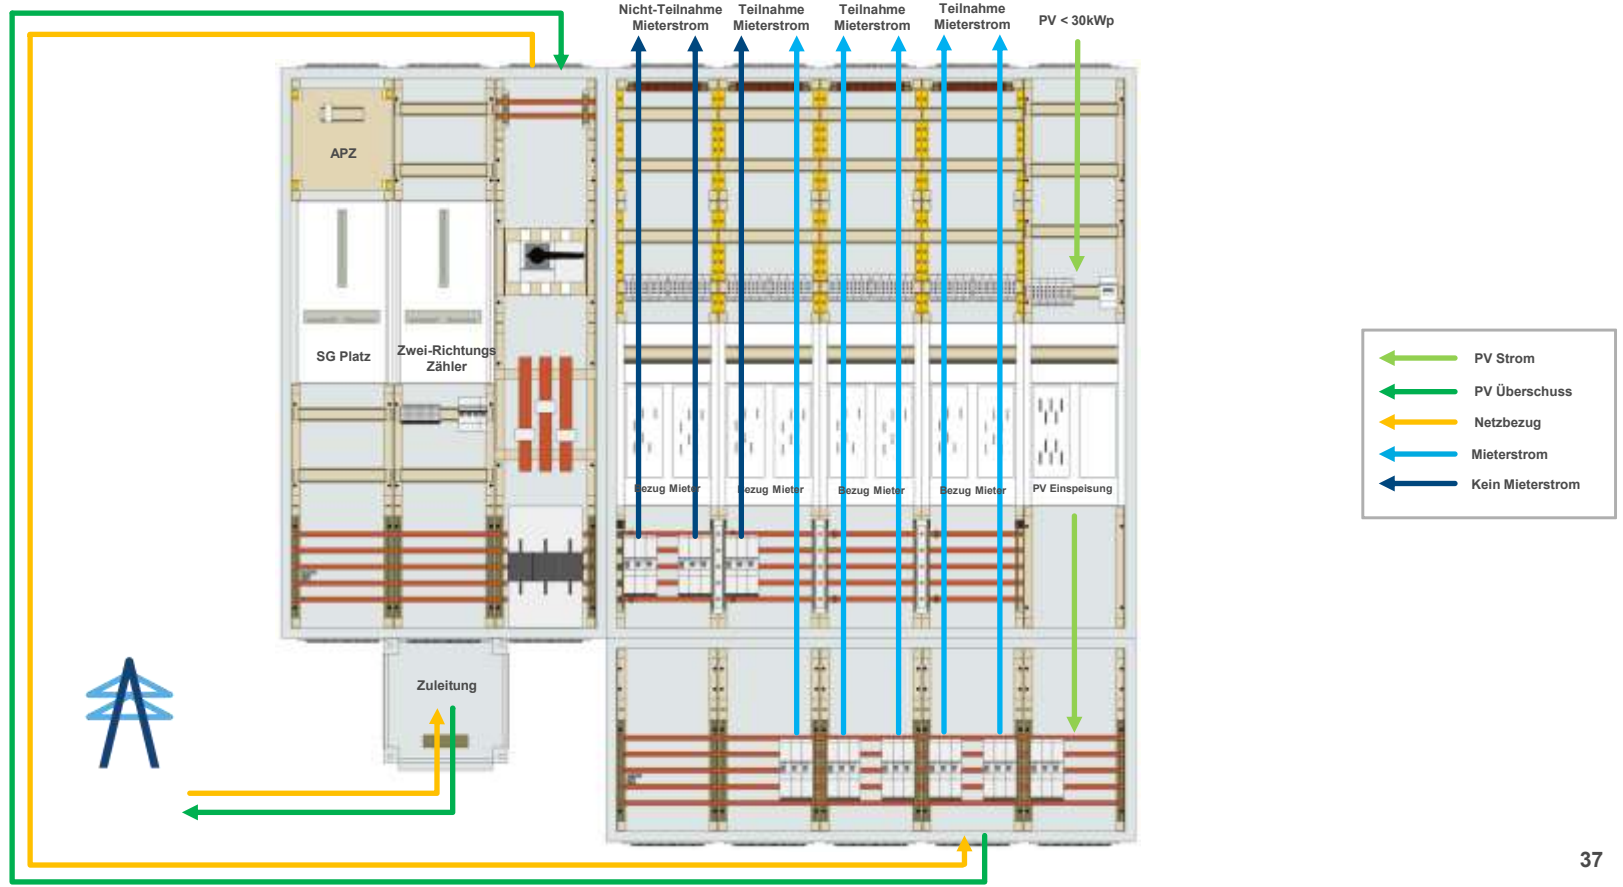 Nicht-Teilnahme
Mieterstrom
Teilnahme
Mieterstrom
Teilnahme
Mieterstrom
Teilnahme
Mieterstrom
PV < 30kWp
APZ
SG Platz
Zwei-Richtungs
Zähler
Bezug Mieter
Bezug Mieter
Bezug Mieter
Bezug Mieter
PV Einspeisung
Zuleitung
PV Strom
PV Überschuss
Netzbezug
Mieterstrom
Kein Mieterstrom
37